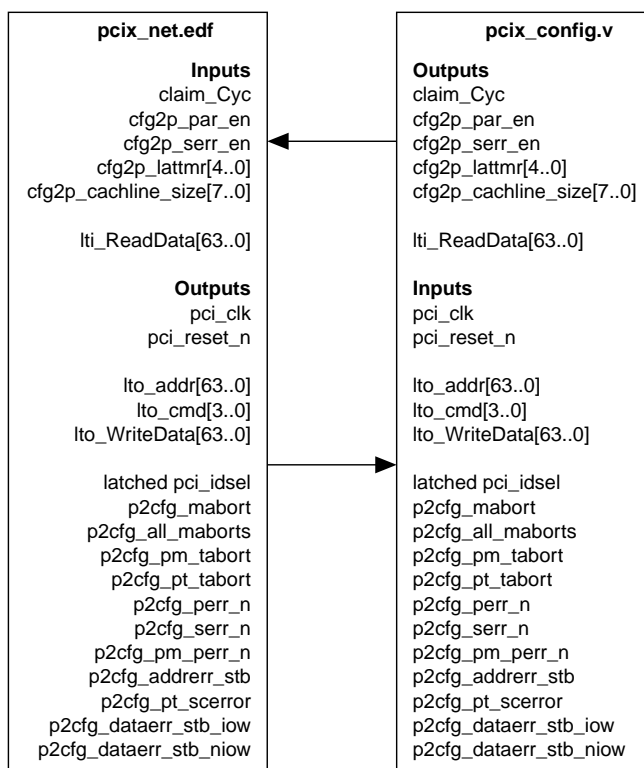 pcix_net.edf
Inputs
claim_Cyc
cfg2p_par_en
cfg2p_serr_en
cfg2p_lattmr[4..0]
cfg2p_cachline_size[7..0]
lti_ReadData[63..0]
Outputs
pci_clk
pci_reset_n
lto_addr[63..0]
lto_cmd[3..0]
lto_WriteData[63..0]
latched pci_idsel
p2cfg_mabort
p2cfg_all_maborts
p2cfg_pm_tabort
p2cfg_pt_tabort
p2cfg_perr_n
p2cfg_serr_n
p2cfg_pm_perr_n
p2cfg_addrerr_stb
p2cfg_pt_scerror
p2cfg_dataerr_stb_iow
p2cfg_dataerr_stb_niow
pcix_config.v
Outputs
claim_Cyc
cfg2p_par_en
cfg2p_serr_en
cfg2p_lattmr[4..0]
cfg2p_cachline_size[7..0]
lti_ReadData[63..0]
Inputs
pci_clk
pci_reset_n
lto_addr[63..0]
lto_cmd[3..0]
lto_WriteData[63..0]
latched pci_idsel
p2cfg_mabort
p2cfg_all_maborts
p2cfg_pm_tabort
p2cfg_pt_tabort
p2cfg_perr_n
p2cfg_serr_n
p2cfg_pm_perr_n
p2cfg_addrerr_stb
p2cfg_pt_scerror
p2cfg_dataerr_stb_iow
p2cfg_dataerr_stb_niow